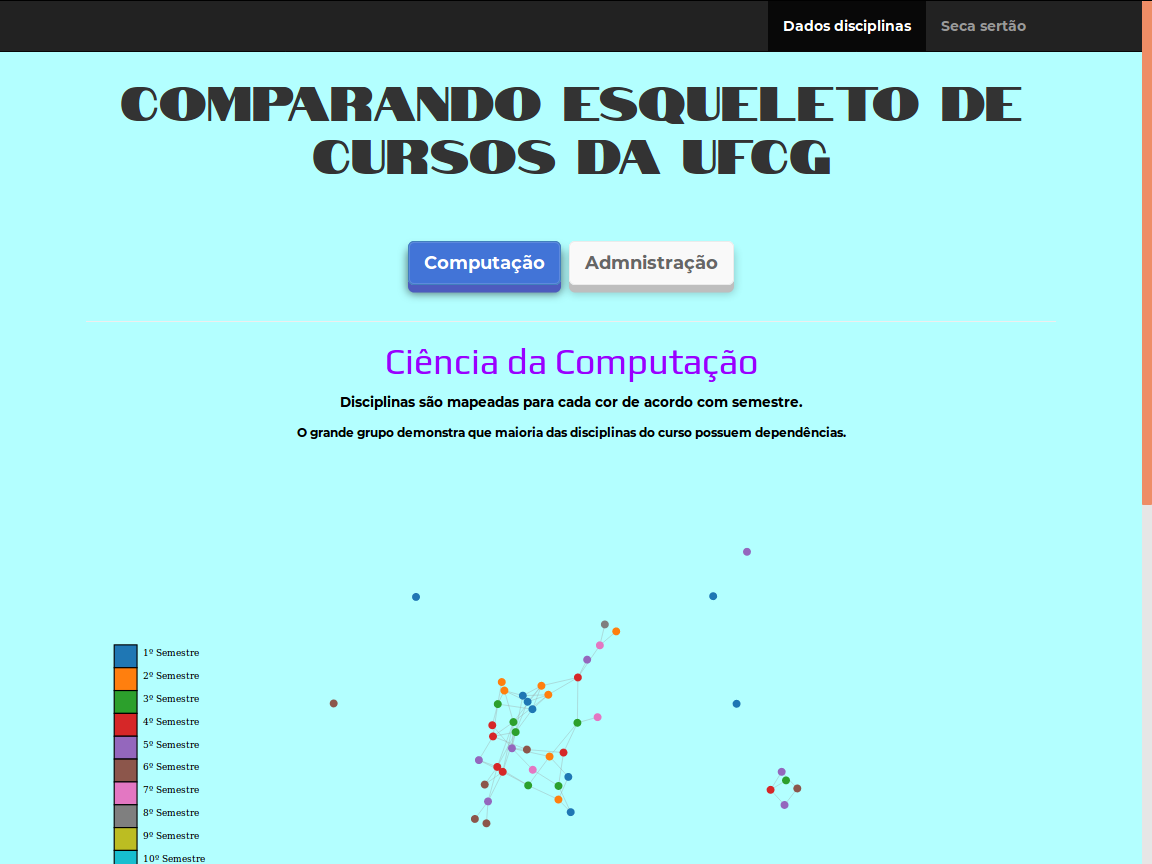 Dados disciplinas
Seca sertão
COMPARANDO ESQUELETO DE
CURSOS DA UFCG
Computação
Admnistração
Ciência da Computação
Disciplinas são mapeadas para cada cor de acordo com semestre.
O grande grupo demonstra que maioria das disciplinas do curso possuem dependências.
1º Semestre
2º Semestre
3º Semestre
4º Semestre
5º Semestre
6º Semestre
7º Semestre
8º Semestre
9º Semestre
10º Semestre